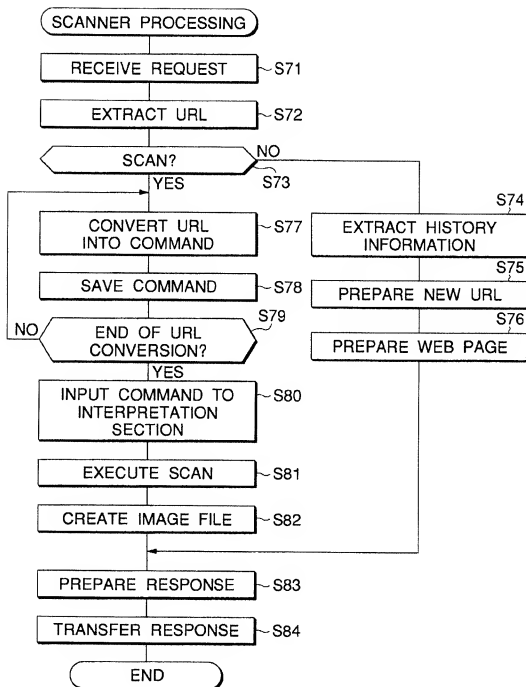 SCANNER PROCESSING
RECEIVE REQUEST
S71
EXTRACT URL
S72
SCAN?
NO
S73
YES
CONVERT URL
INTO COMMAND
S77
SAVE COMMAND
S78
END OF URL
CONVERSION?
S79
NO
YES
INPUT COMMAND TO
INTERPRETATION
SECTION
S80
EXECUTE SCAN
S81
CREATE IMAGE FILE
S82
S74
EXTRACT HISTORY
INFORMATION
S75
PREPARE NEW URL
S76
PREPARE WEB PAGE
PREPARE RESPONSE
S83
TRANSFER RESPONSE
S84
END